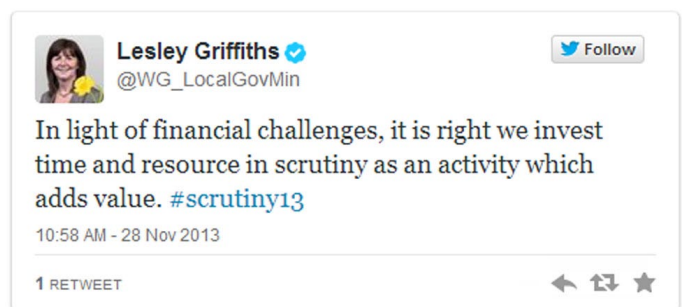 Lesley Griffiths
Follow
@WG_LocalGovMin
In light of financial challenges, it is right we invest
time and resource in scrutiny as an activity which
adds value. #scrutiny13
10:58 AM - 28 Nov 2013
1 RETWEET